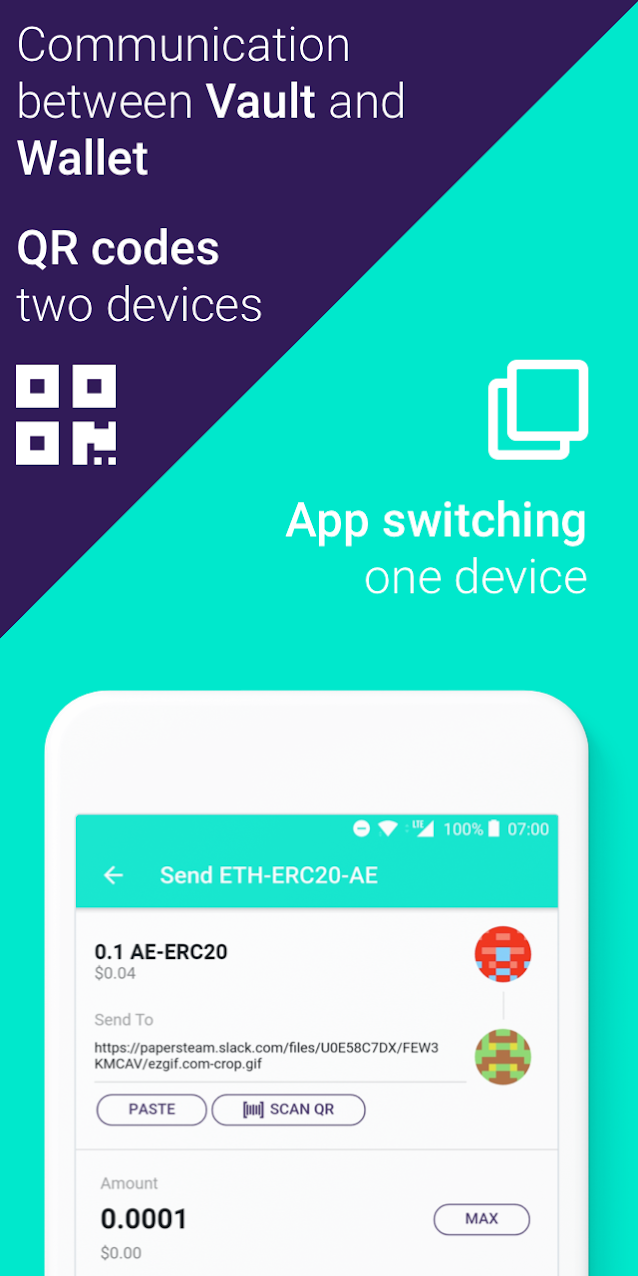 Communication
between Vault and
Wallet
QR codes
two devices
App switching
one device
LTE 100% 07:00
Send ETH-ERC20-AE
0.1 AE-ERC20
$0.04
Send To
https://papersteam.slack.com/files/U0E58C7DX/FEW3
KMCAV/ezgif.com-crop.gif
PASTE SCAN QR
Amount
0.0001 MAX
$0.00